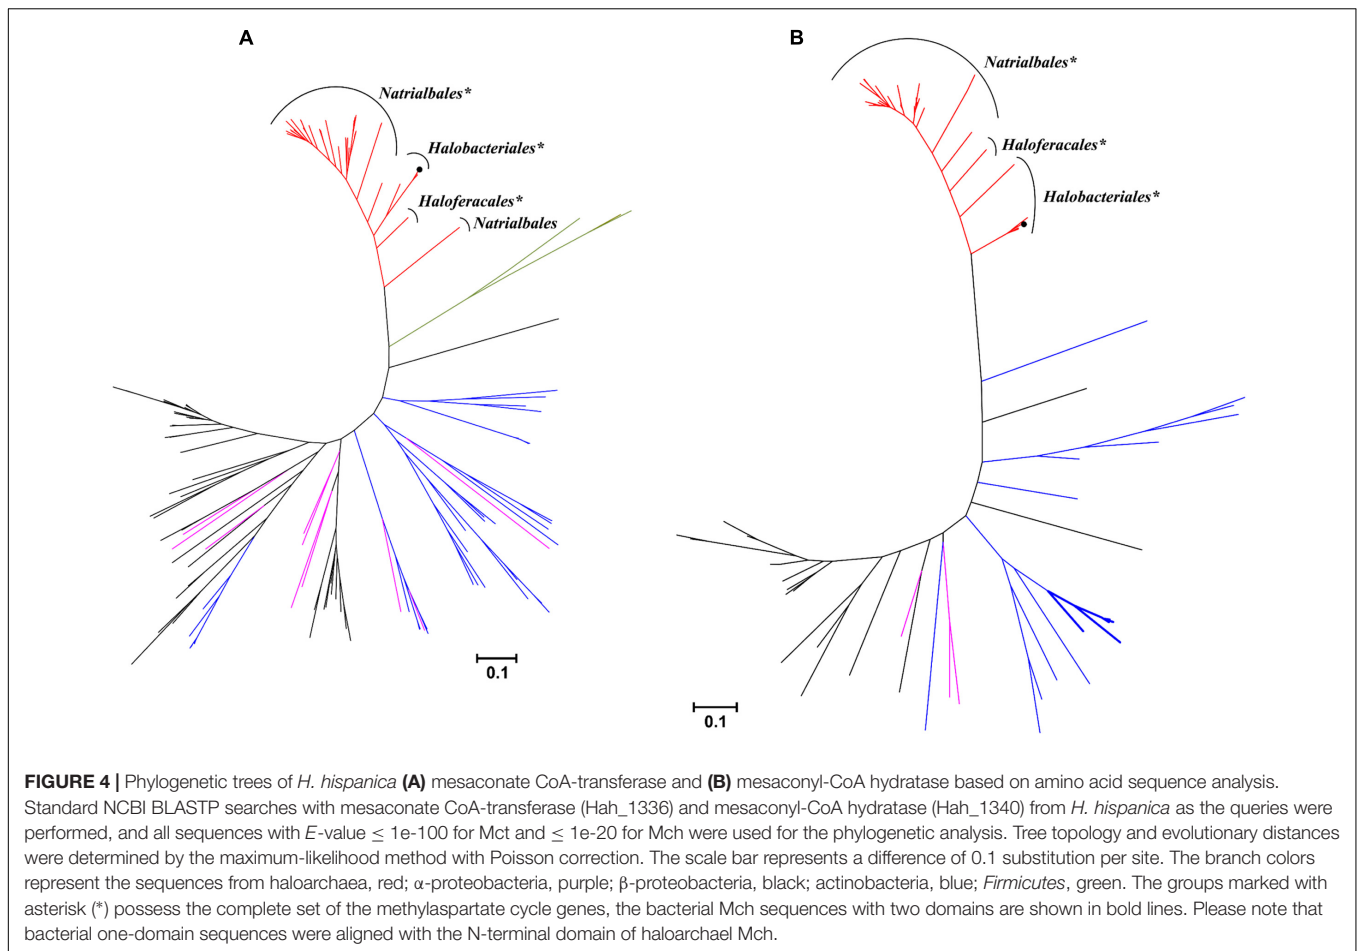 A
B
Natrialbales*
Halobacteriales*
Haloferacales*
Natrialbales
Natrialbales*
Haloferacales*
Halobacteriales*
0.1
0.1
FIGURE 4 | Phylogenetic trees of H. hispanica (A) mesaconate CoA-transferase and (B) mesaconyl-CoA hydratase based on amino acid sequence analysis.
Standard NCBI BLASTP searches with mesaconate CoA-transferase (Hah_1336) and mesaconyl-CoA hydratase (Hah_1340) from H. hispanica as the queries were
performed, and all sequences with E-value ≤ 1e-100 for Mct and ≤ 1e-20 for Mch were used for the phylogenetic analysis. Tree topology and evolutionary distances
were determined by the maximum-likelihood method with Poisson correction. The scale bar represents a difference of 0.1 substitution per site. The branch colors
represent the sequences from haloarchaea, red; α-proteobacteria, purple; β-proteobacteria, black; actinobacteria, blue; Firmicutes, green. The groups marked with
asterisk (*) possess the complete set of the methylaspartate cycle genes, the bacterial Mch sequences with two domains are shown in bold lines. Please note that
bacterial one-domain sequences were aligned with the N-terminal domain of haloarchael Mch.